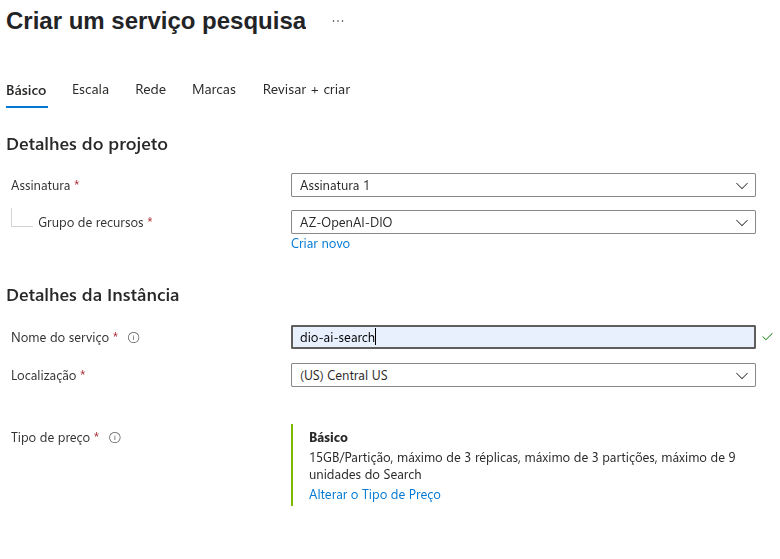 Criar um serviço pesquisa ...
Básico Escala Rede Marcas Revisar + criar
Detalhes do projeto
Assinatura * Assinatura 1
Grupo de recursos * AZ-OpenAI-DIO
Criar novo
Detalhes da Instância
Nome do serviço * dio-ai-search
Localização * (US) Central US
Tipo de preço * Básico
15GB/Partição, máximo de 3 réplicas, máximo de 3 partições, máximo de 9
unidades do Search
Alterar o Tipo de Preço